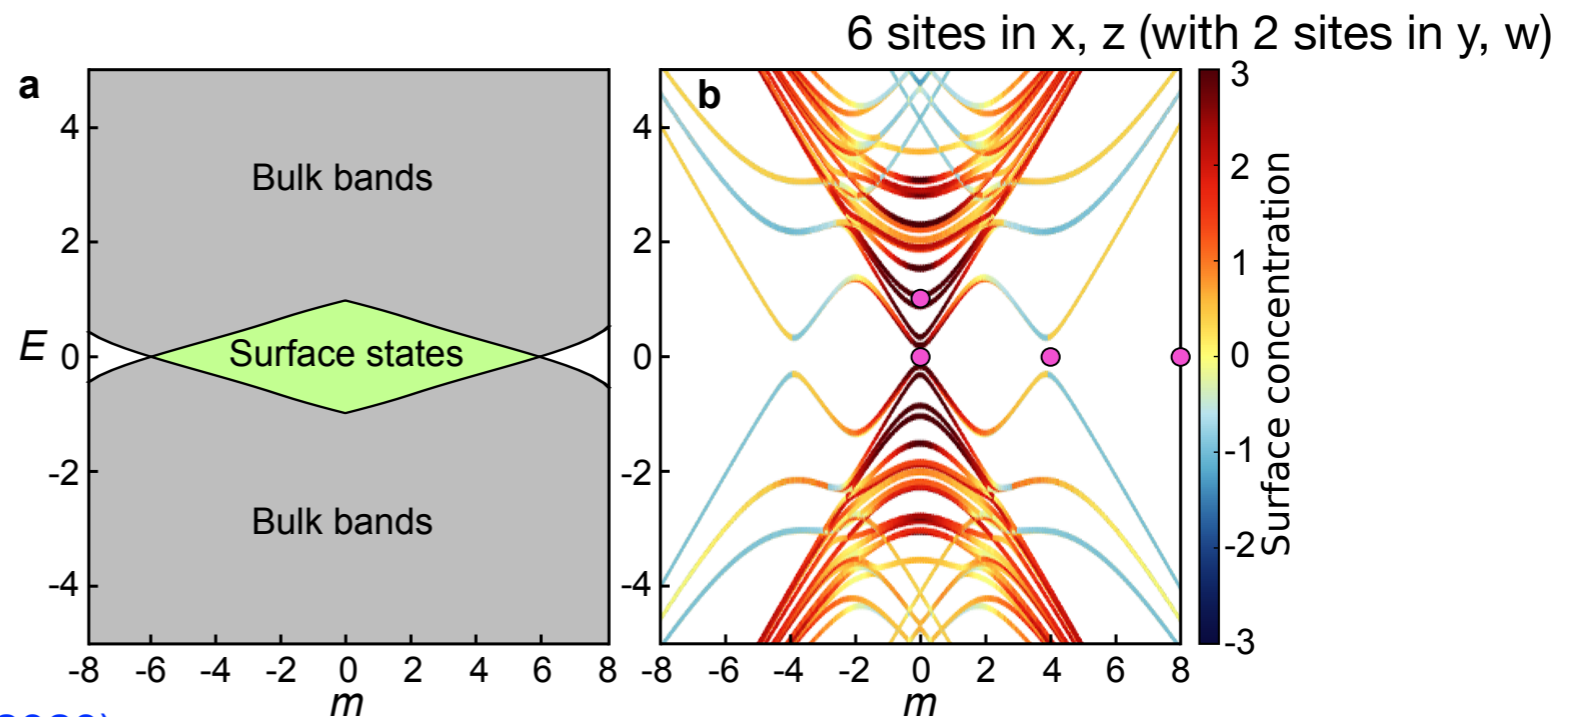 6 sites in x, z (with 2 sites in y, w)
a
Bulk bands
Surface states
Bulk bands
E
4
2
0
-2
-4
-8 -6 -4 -2 0 2 4 6 8
m
b
4
2
0
-2
-4
-8 -6 -4 -2 0 2 4 6 8
m
3
2
1
0
-1
-2
-3
Surface concentration